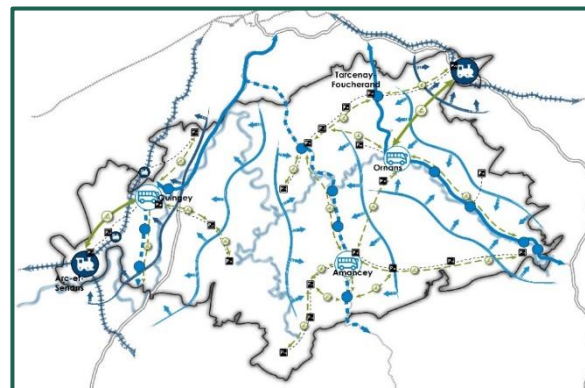 Tarcenay-
Foucherand
Ornans
Quingey
Amancey
Arc-et-
Senans